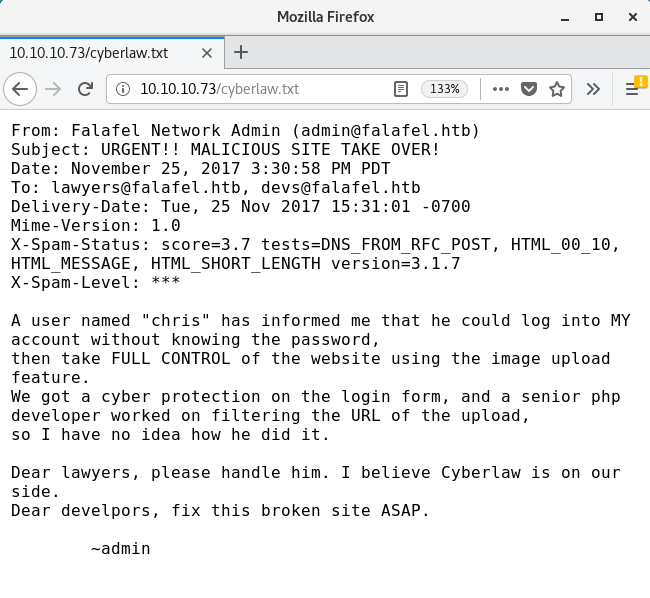 Mozilla Firefox
10.10.10.73/cyberlaw.txt
10.10.10.73/cyberlaw.txt 133%
From: Falafel Network Admin (admin@falafel.htb)
Subject: URGENT!! MALICIOUS SITE TAKE OVER!
Date: November 25, 2017 3:30:58 PM PDT
To: lawyers@falafel.htb, devs@falafel.htb
Delivery-Date: Tue, 25 Nov 2017 15:31:01 -0700
Mime-Version: 1.0
X-Spam-Status: score=3.7 tests=DNS_FROM_RFC_POST, HTML_00_10,
HTML_MESSAGE, HTML_SHORT_LENGTH version=3.1.7
X-Spam-Level: ***
A user named "chris" has informed me that he could log into MY
account without knowing the password,
then take FULL CONTROL of the website using the image upload
feature.
We got a cyber protection on the login form, and a senior php
developer worked on filtering the URL of the upload,
so I have no idea how he did it.
Dear lawyers, please handle him. I believe Cyberlaw is on our
side.
Dear develpors, fix this broken site ASAP.
~admin